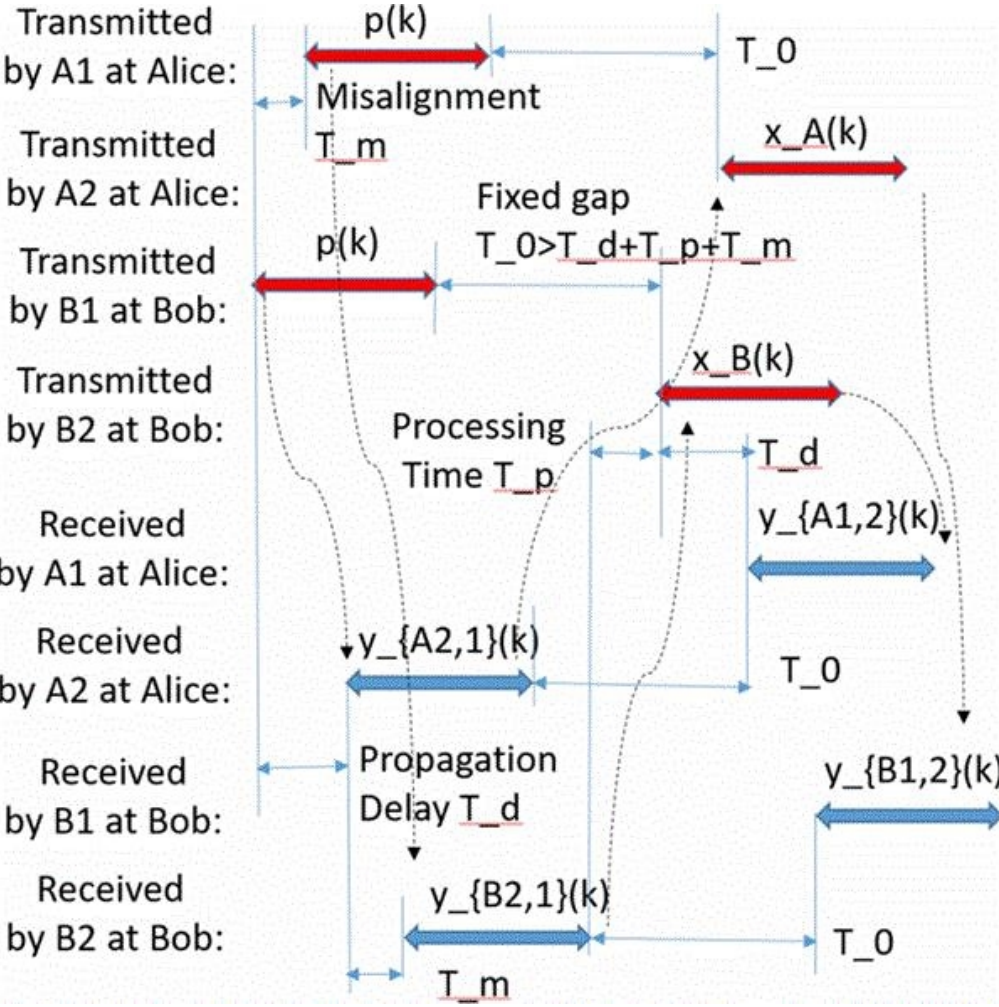 Transmitted
by A1 at Alice:
p(k)
T_0
Misalignment
T_m
Transmitted
by A2 at Alice:
x_A(k)
Fixed gap
T_0>T_d+T_p+T_m
Transmitted
by B1 at Bob:
p(k)
Transmitted
by B2 at Bob:
x_B(k)
Processing
Time T_p
T_d
Received
by A1 at Alice:
y_{A1,2}(k)
Received
by A2 at Alice:
y_{A2,1}(k)
T_0
Propagation
Delay T_d
Received
by B1 at Bob:
y_{B1,2}(k)
Received
by B2 at Bob:
y_{B2,1}(k)
T_0
T_m